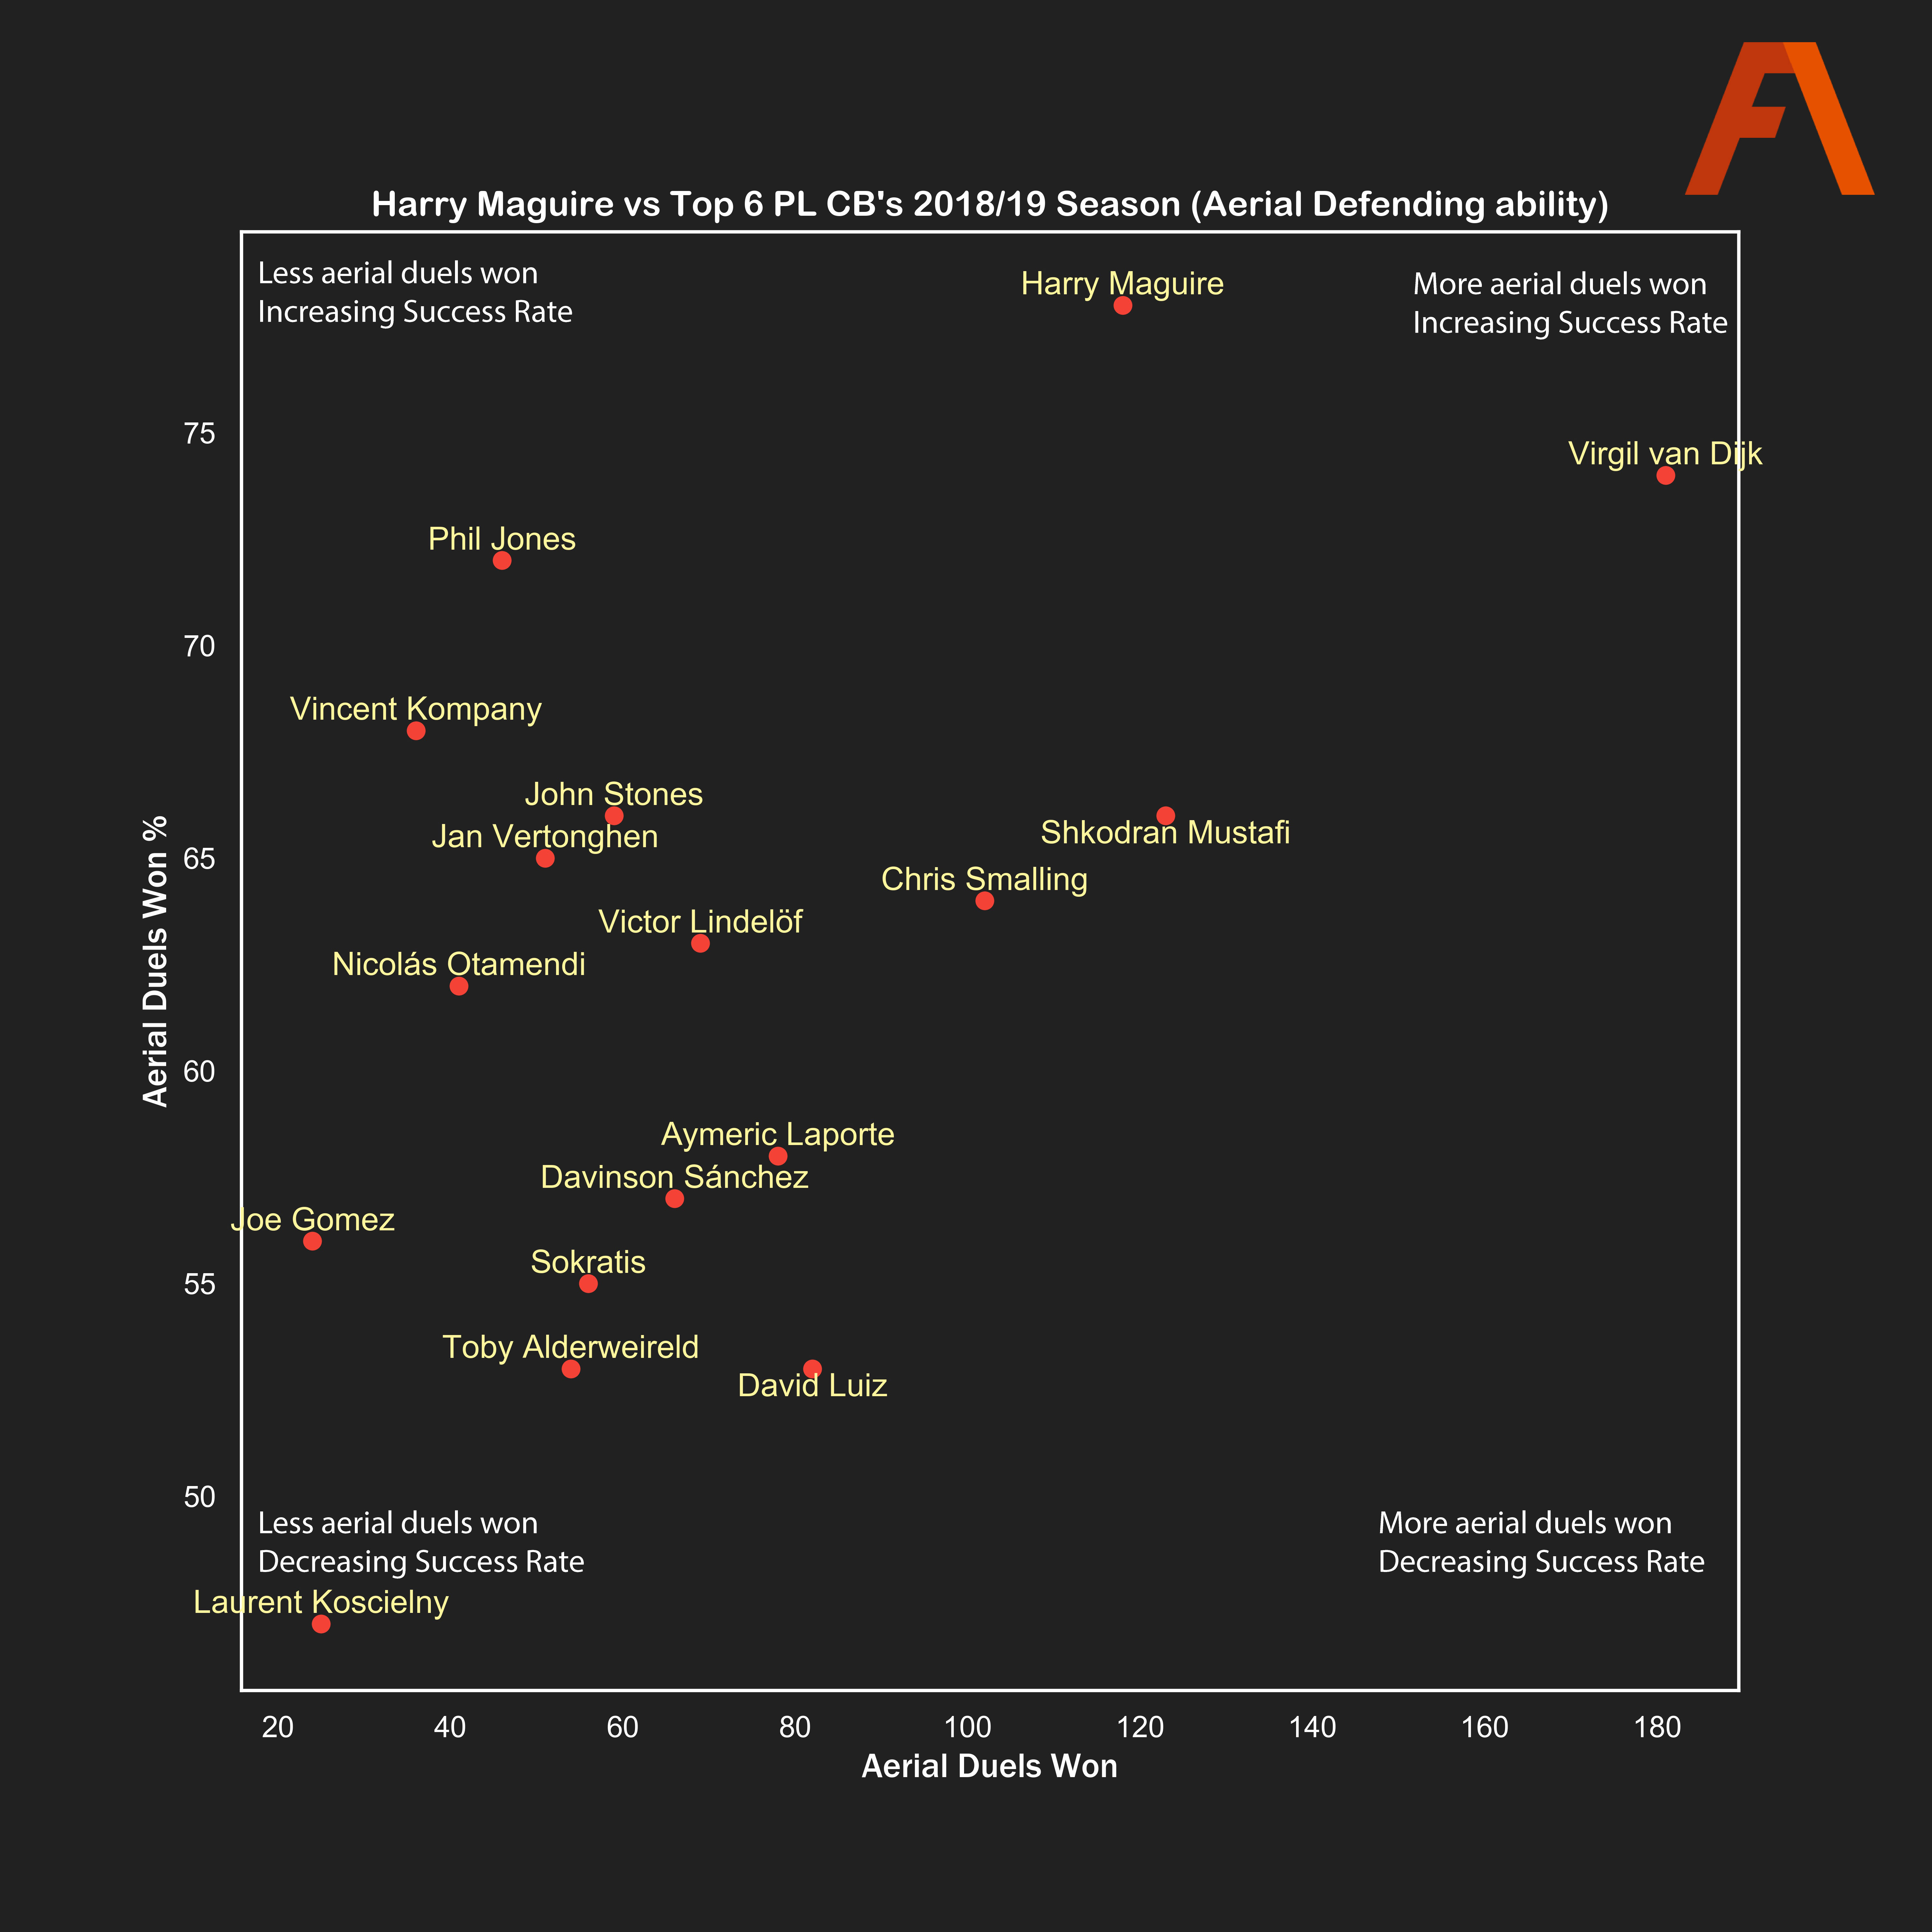 Harry Maguire vs Top 6 PL CB's 2018/19 Season (Aerial Defending ability)
Less aerial duels won
Increasing Success Rate
Harry Maguire
More aerial duels won
Increasing Success Rate
75
Virgil van Dijk
Phil Jones
70
Vincent Kompany
John Stones
Jan Vertonghen
Shkodran Mustafi
65
Chris Smalling
Victor Lindelöf
Nicolás Otamendi
Aerial Duels Won %
60
Aymeric Laporte
Davinson Sánchez
Joe Gomez
Sokratis
55
Toby Alderweireld
David Luiz
50
Less aerial duels won
Decreasing Success Rate
More aerial duels won
Decreasing Success Rate
Laurent Koscielny
20 40 60 80 100 120 140 160 180
Aerial Duels Won